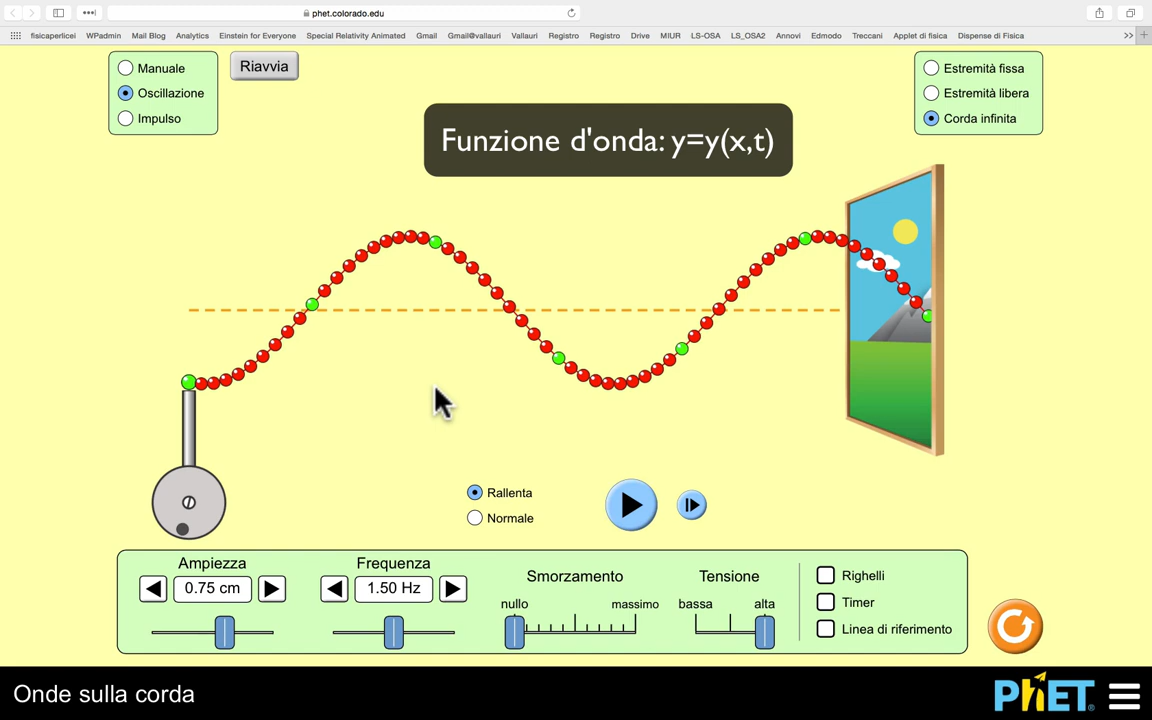 phet.colorado.edu
fisicaperlicei WPadmin Mail Blog Analytics Einstein for Everyone Special Relativity Animated Gmail Gmail@vallauri Vallauri Registro Registro Drive MIUR LS-OSA LS_OSA2 Annovi Edmodo Treccani Applet di fisica Dispense di Fisica >> +
Manuale
Oscillazione
Impulso
Riavvia
Estremità fissa
Estremità libera
Corda infinita
Funzione d'onda: y=y(x,t)
Rallenta
Normale
Ampiezza
0.75 cm
Frequenza
1.50 Hz
Smorzamento
nullo massimo
Tensione
bassa alta
Righelli
Timer
Linea di riferimento
Onde sulla corda
PhET